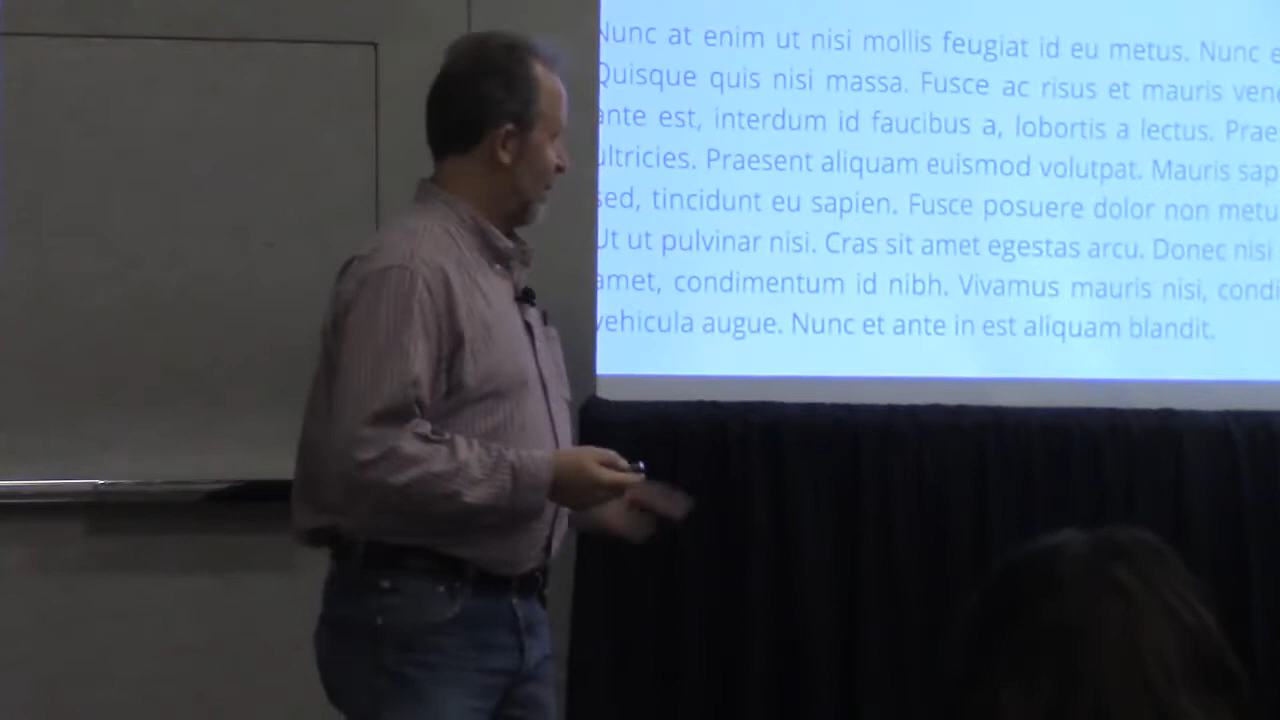 Nunc at enim ut nisi mollis feugiat id eu metus. Nunc
Quisque quis nisi massa. Fusce ac risus et mauris
ante est, interdum id faucibus a, lobortis a lectus.
ultricies. Praesent aliquam euismod volutpat. Mauris
sed, tincidunt eu sapien. Fusce posuere dolor non
Ut ut pulvinar nisi. Cras sit amet egestas arcu. Donec nisi
amet, condimentum id nibh. Vivamus mauris nisi,
vehicula augue. Nunc et ante in est aliquam blandit.